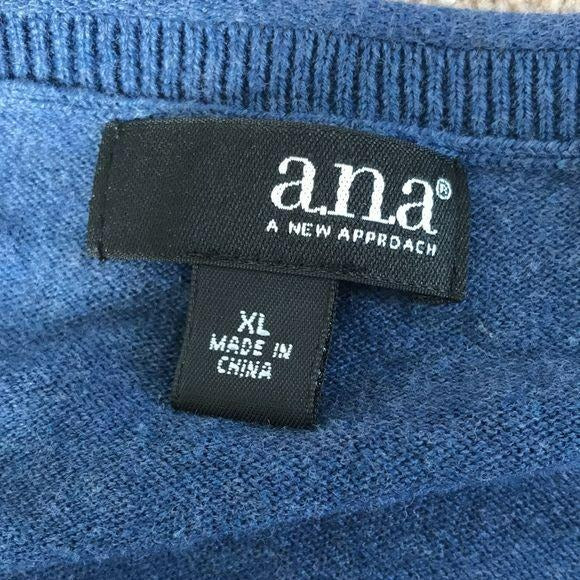 a.n.a®
A NEW APPROACH
XL
MADE IN
CHINA